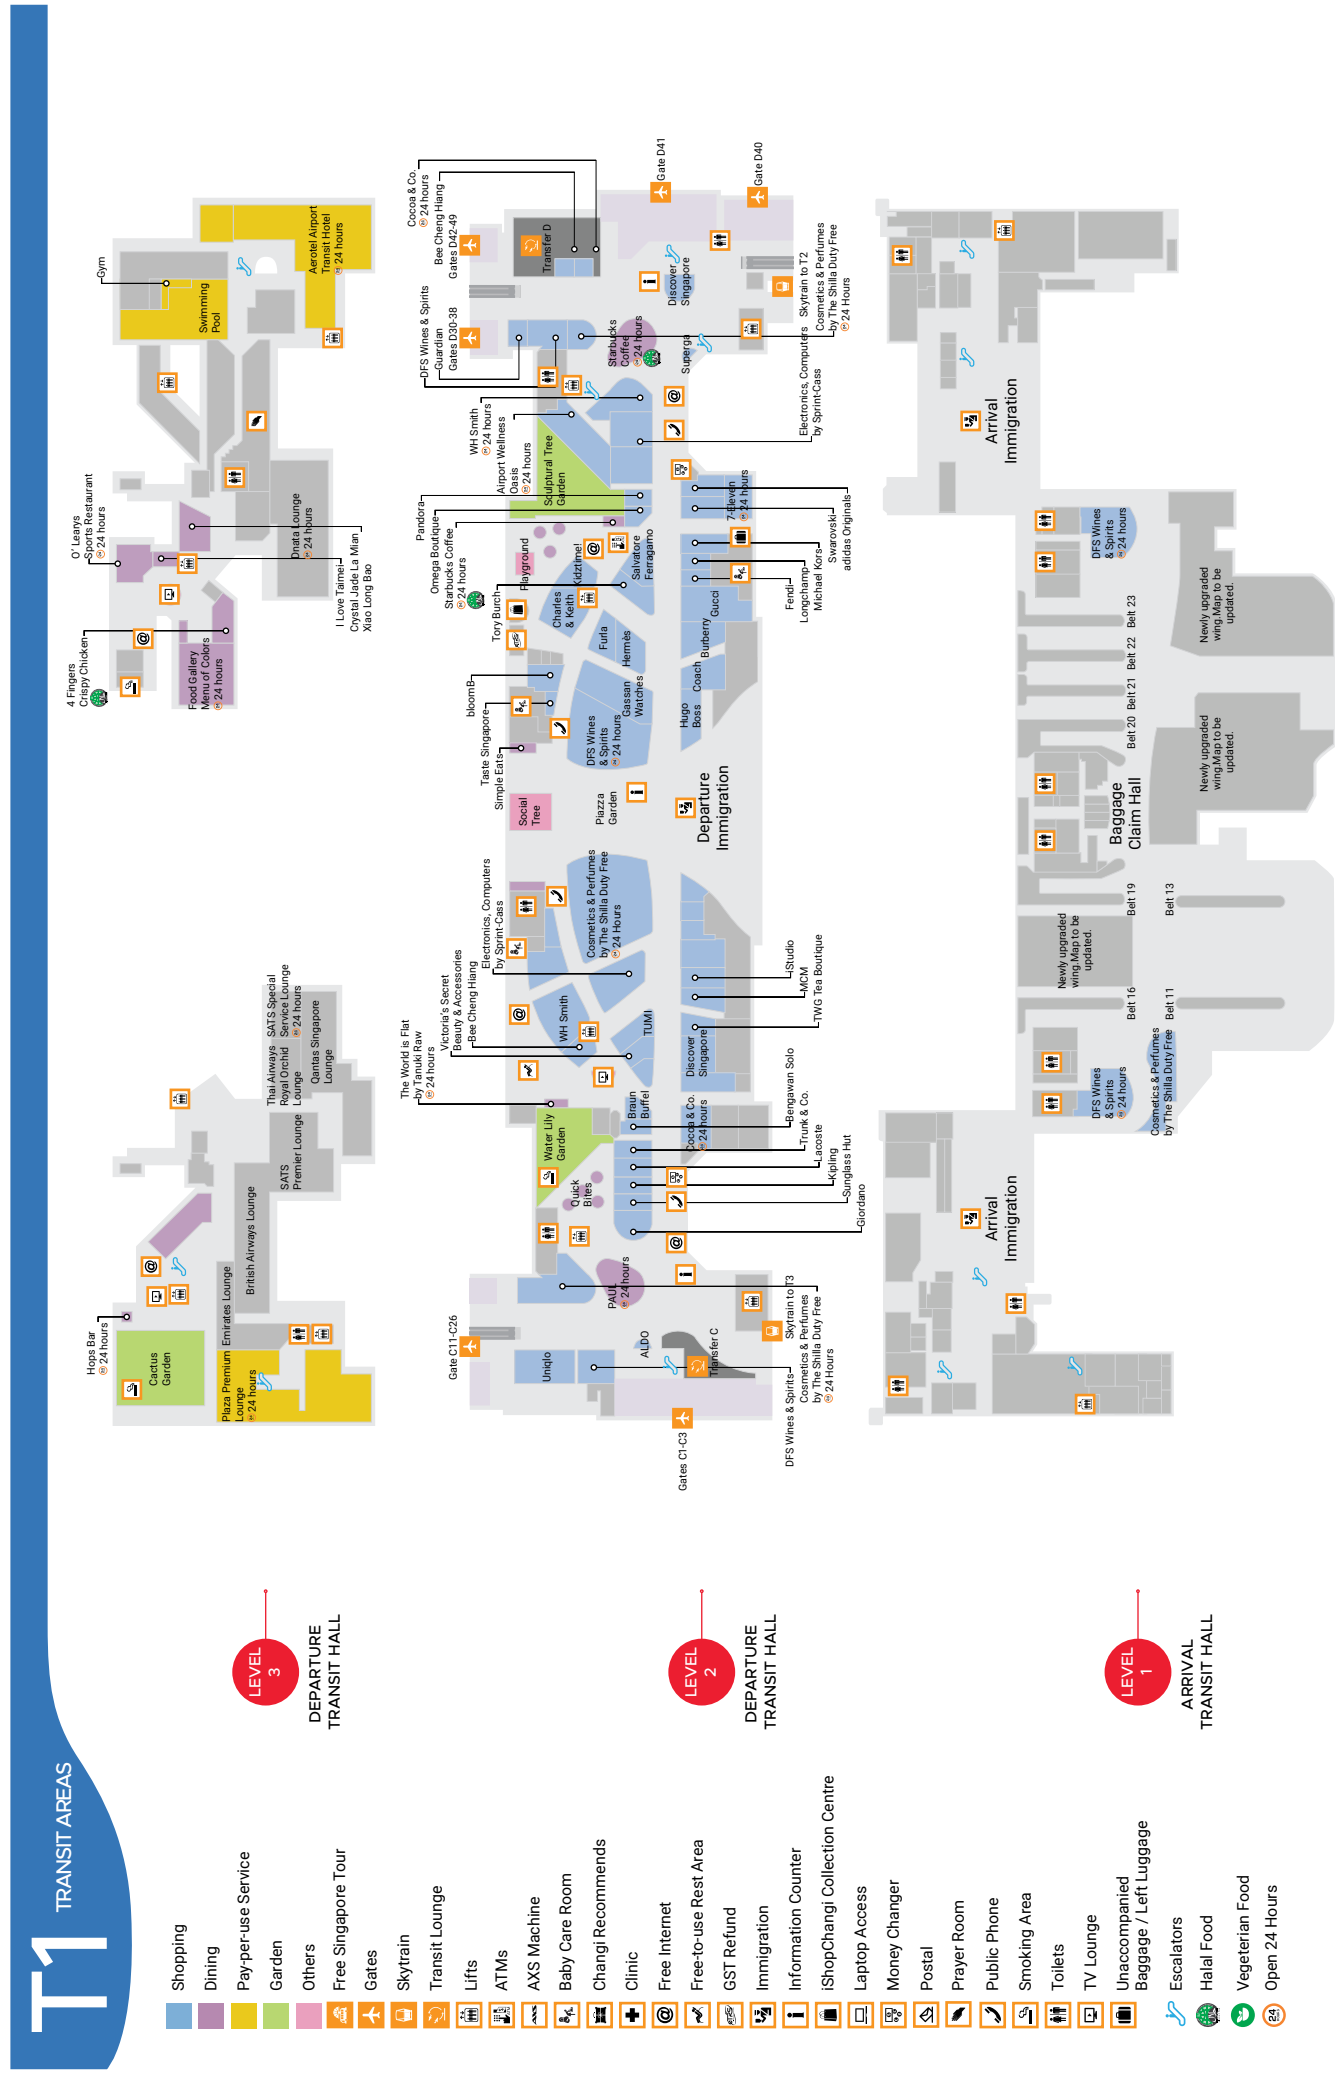 T1 TRANSIT AREAS
Shopping
Dining
Pay-per-use Service
Garden
Others
Free Singapore Tour
Gates
Skytrain
Transit Lounge
Lifts
ATMs
AXS Machine
Baby Care Room
Changi Recommends
Clinic
Free Internet
Free-to-use Rest Area
GST Refund
Immigration
Information Counter
iShopChangi Collection Centre
Laptop Access
Money Changer
Postal
Prayer Room
Public Phone
Smoking Area
Toilets
TV Lounge
Unaccompanied
Baggage / Left Luggage
Escalators
Halal Food
Vegeterian Food
Open 24 Hours
LEVEL
3
DEPARTURE
TRANSIT HALL
Hops Bar
24 hours
Cactus
Garden
Plaza Premium
Lounge
24 hours
Emirates Lounge
British Airways Lounge
SATS
Premier Lounge
Thai Airways
Royal Orchid
Lounge
SATS Special
Service Lounge
24 hours
Qantas Singapore
Lounge
4 Fingers
Crispy Chicken
Food Gallery
Menu of Colors
24 hours
O' Learys
Sports Restaurant
24 hours
I Love Taimei
Crystal Jade La Mian
Xiao Long Bao
Dnata Lounge
24 hours
Gym
Swimming
Pool
Aerotel Airport
Transit Hotel
24 hours
LEVEL
2
DEPARTURE
TRANSIT HALL
Gate C11-C26
Gates C1-C3
Uniqlo
ALDO
Transfer C
PAUL
24 hours
Skytrain to T3
DFS Wines & Spirits
Cosmetics & Perfumes
by The Shilla Duty Free
24 Hours
Quick
Bites
Water Lily
Garden
The World is Flat
by Tanuki Raw
24 hours
Braun
Buffel
Cocoa & Co.
24 hours
Giordano
Sunglass Hut
Kipling
Lacoste
Trunk & Co.
Bengawan Solo
Victoria's Secret
Beauty & Accessories
Bee Cheng Hiang
Electronics, Computers
by Sprint-Cass
WH Smith
TUMI
Discover
Singapore
TWG Tea Boutique
MCM
iStudio
Cosmetics & Perfumes
by The Shilla Duty Free
24 Hours
Social
Tree
Piazza
Garden
Departure
Immigration
Simple Eats
Taste Singapore
bloomB
DFS Wines
& Spirits
24 hours
Gassan
Watches
Furla
Hermès
Hugo
Boss
Coach
Burberry
Gucci
Charles
& Keith
Kidztime!
Tory Burch
Playground
Starbucks Coffee
24 hours
Omega Boutique
Pandora
Salvatore
Ferragamo
Fendi
Longchamp
Michael Kors
Swarovski
adidas Originals
7-Eleven
24 hours
Sculptural Tree
Garden
Airport Wellness
Oasis
24 hours
WH Smith
24 hours
Electronics, Computers
by Sprint-Cass
DFS Wines & Spirits
Guardian
Gates D30-38
Starbucks
Coffee
24 hours
Superga
Skytrain to T2
Cosmetics & Perfumes
by The Shilla Duty Free
24 Hours
Discover
Singapore
Transfer D
Cocoa & Co.
24 hours
Bee Cheng Hiang
Gates D42-49
Gate D41
Gate D40
LEVEL
1
ARRIVAL
TRANSIT HALL
Arrival
Immigration
DFS Wines
& Spirits
24 hours
Cosmetics & Perfumes
by The Shilla Duty Free
Belt 16
Belt 11
Newly upgraded
wing.Map to be
updated.
Belt 19
Belt 13
Baggage
Claim Hall
Newly upgraded
wing.Map to be
updated.
Belt 20
Belt 21
Belt 22
Belt 23
Newly upgraded
wing.Map to be
updated.
DFS Wines
& Spirits
24 hours
Arrival
Immigration